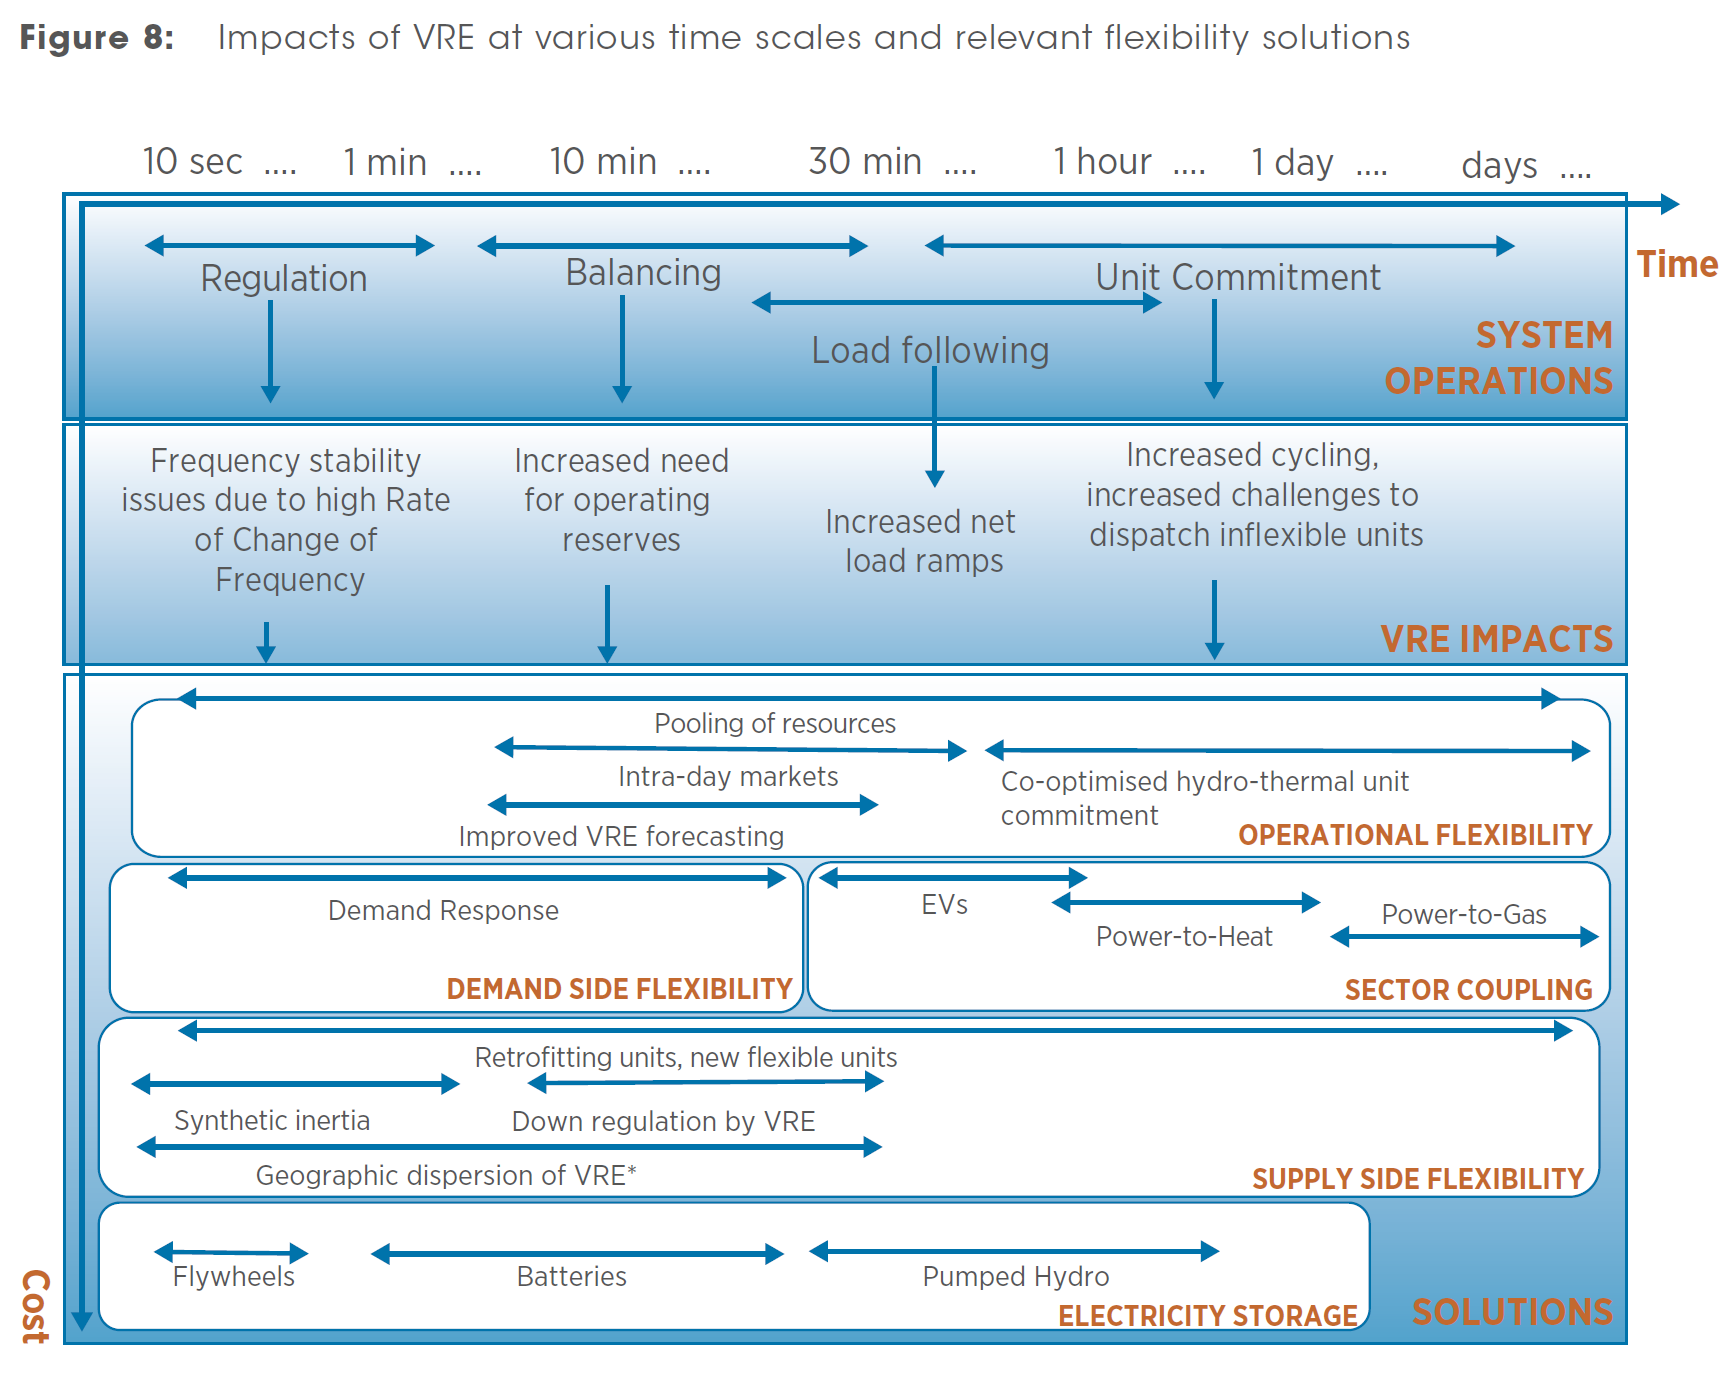 Figure 8: Impacts of VRE at various time scales and relevant flexibility solutions
10 sec .... 1 min .... 10 min .... 30 min .... 1 hour .... 1 day .... days ....
Time
Regulation
Balancing
Unit Commitment
Load following
SYSTEM
OPERATIONS
Frequency stability
issues due to high Rate
of Change of
Frequency
Increased need
for operating
reserves
Increased net
load ramps
Increased cycling,
increased challenges to
dispatch inflexible units
VRE IMPACTS
Pooling of resources
Intra-day markets
Improved VRE forecasting
Co-optimised hydro-thermal unit
commitment
OPERATIONAL FLEXIBILITY
Demand Response
DEMAND SIDE FLEXIBILITY
EVs
Power-to-Heat
Power-to-Gas
SECTOR COUPLING
Retrofitting units, new flexible units
Synthetic inertia
Down regulation by VRE
Geographic dispersion of VRE*
SUPPLY SIDE FLEXIBILITY
Flywheels
Batteries
Pumped Hydro
ELECTRICITY STORAGE
SOLUTIONS
Cost